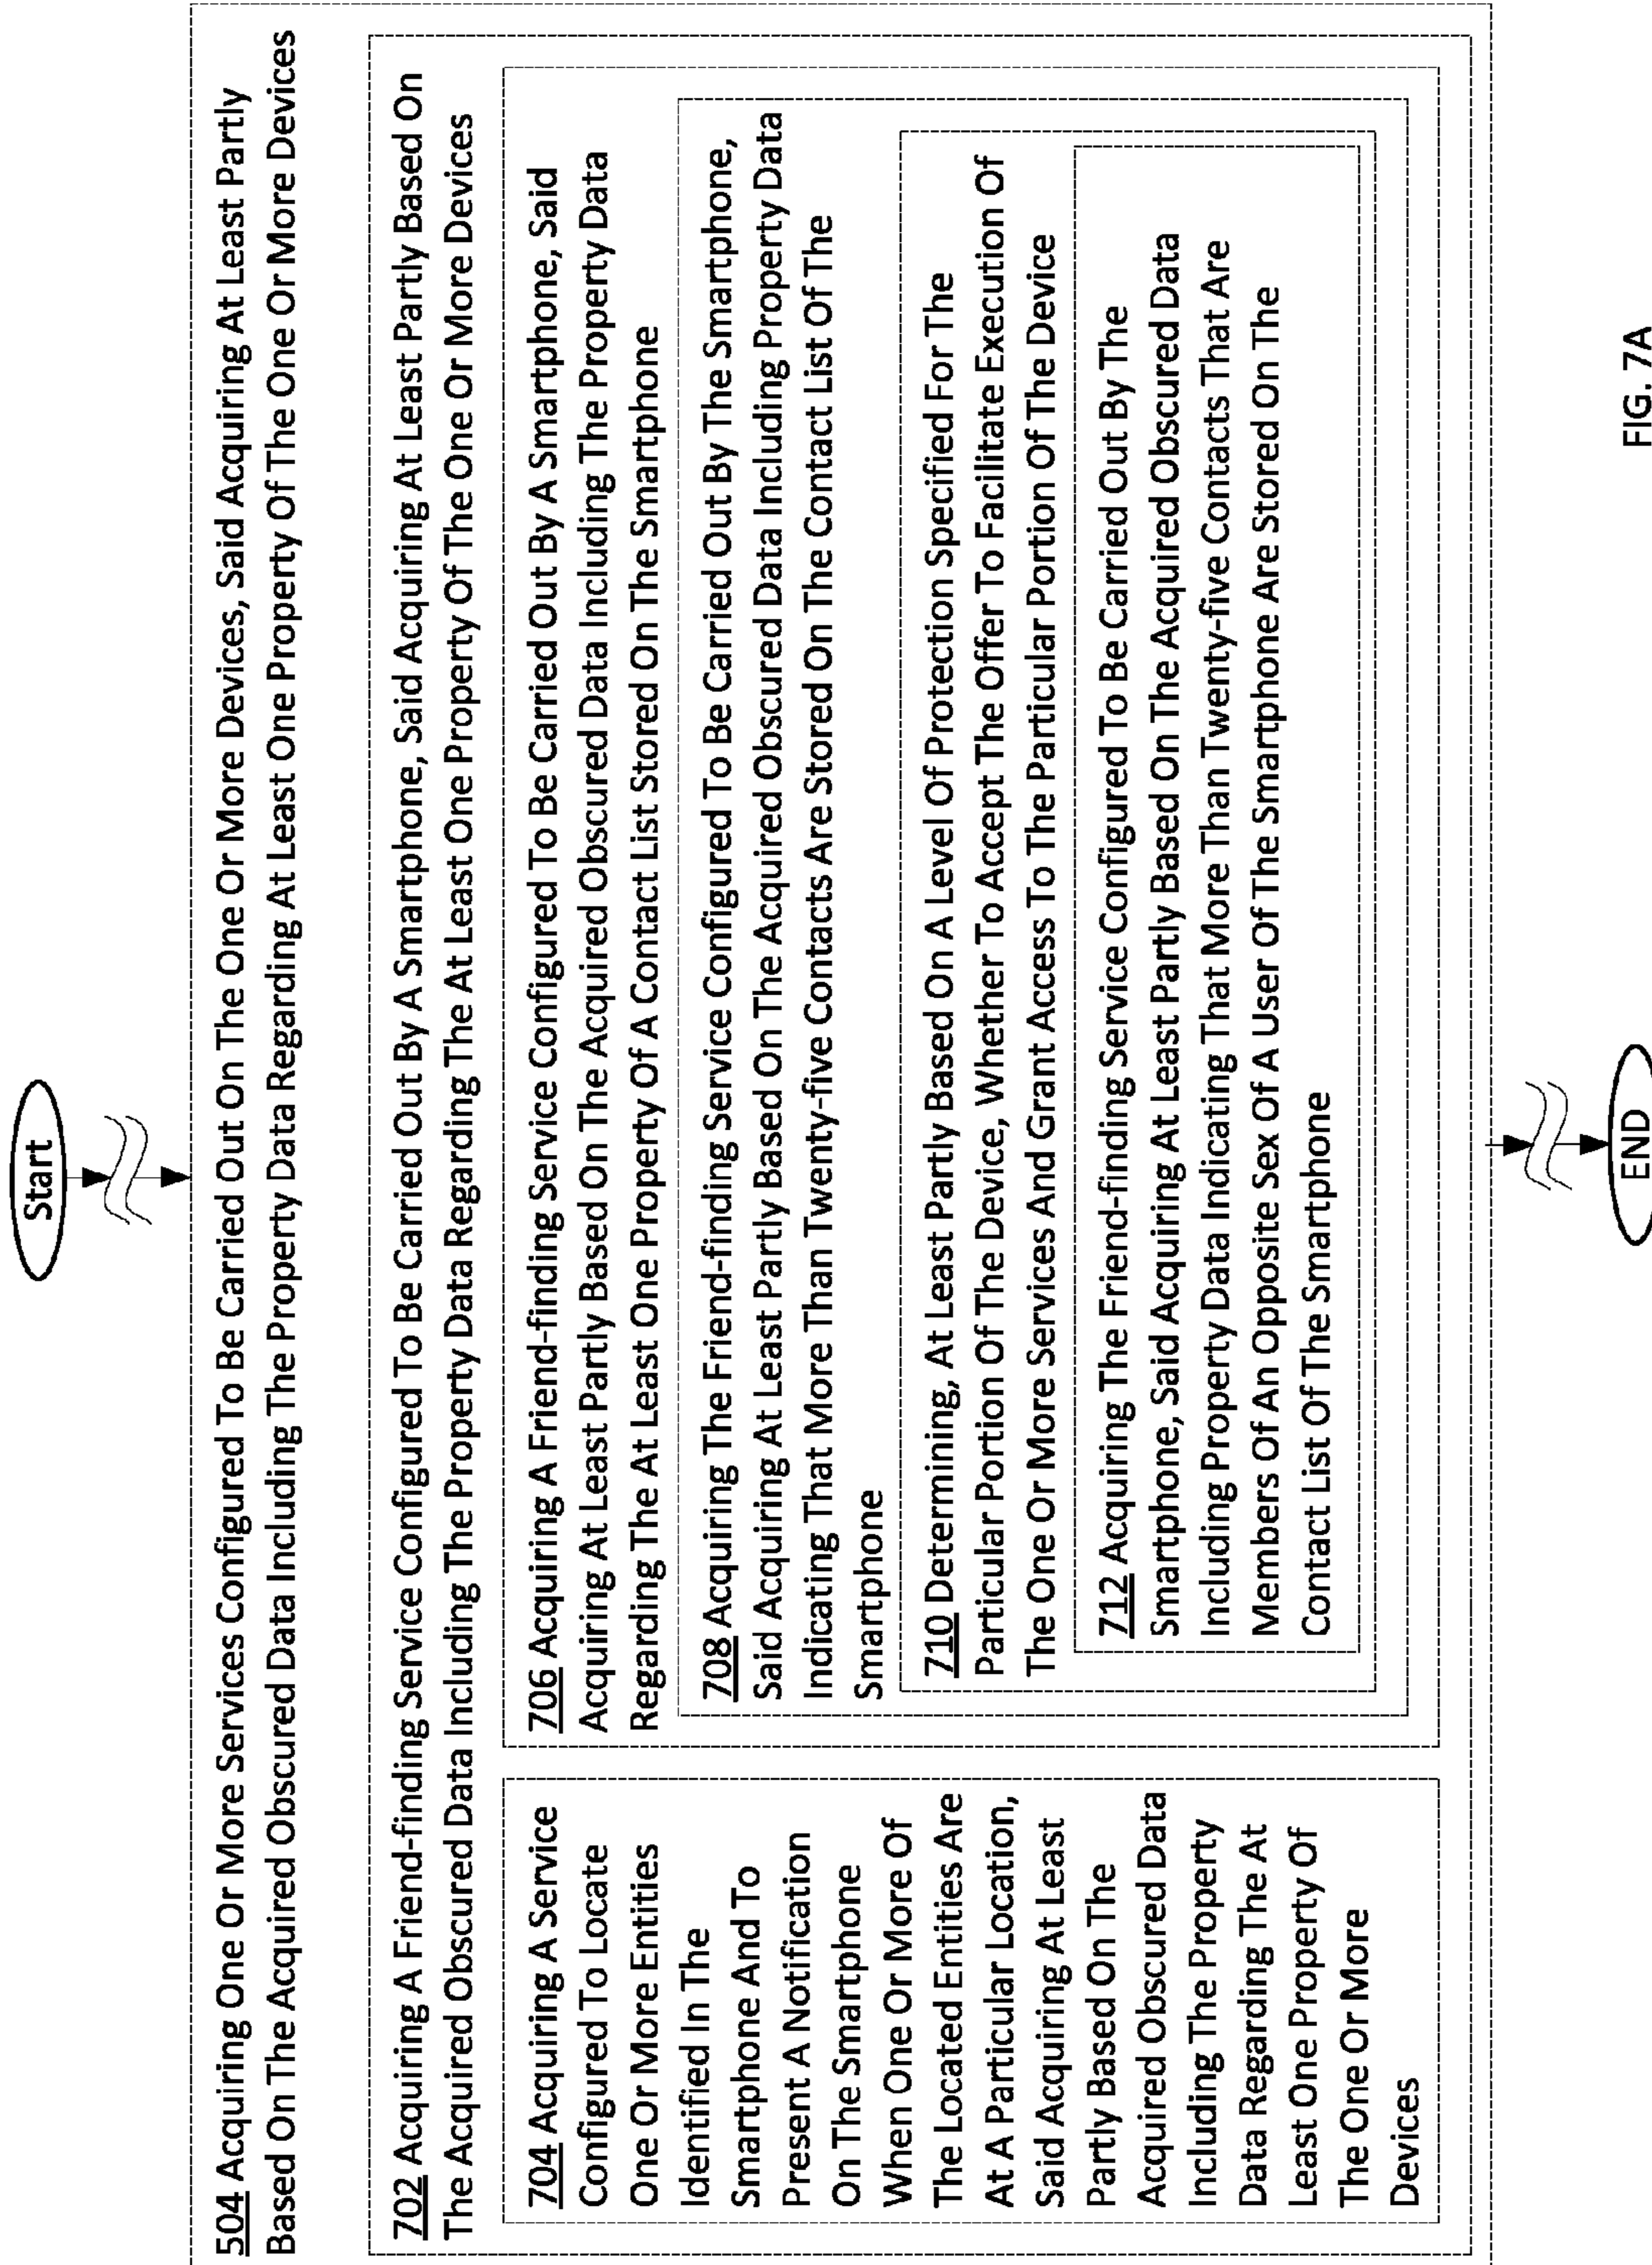 Start
504 Acquiring One Or More Services Configured To Be Carried Out On The One Or More Devices, Said Acquiring At Least Partly
Based On The Acquired Obscured Data Including The Property Data Regarding At Least One Property Of The One Or More Devices
702 Acquiring A Friend-finding Service Configured To Be Carried Out By A Smartphone, Said Acquiring At Least Partly Based On
The Acquired Obscured Data Including The Property Data Regarding The At Least One Property Of The One Or More Devices
704 Acquiring A Service
Configured To Locate
One Or More Entities
Identified In The
Smartphone And To
Present A Notification
On The Smartphone
When One Or More Of
The Located Entities Are
At A Particular Location,
Said Acquiring At Least
Partly Based On The
Acquired Obscured Data
Including The Property
Data Regarding The At
Least One Property Of
The One Or More
Devices
706 Acquiring A Friend-finding Service Configured To Be Carried Out By A Smartphone, Said
Acquiring At Least Partly Based On The Acquired Obscured Data Including The Property Data
Regarding The At Least One Property Of A Contact List Stored On The Smartphone
708 Acquiring The Friend-finding Service Configured To Be Carried Out By The Smartphone,
Said Acquiring At Least Partly Based On The Acquired Obscured Data Including Property Data
Indicating That More Than Twenty-five Contacts Are Stored On The Contact List Of The
Smartphone
710 Determining, At Least Partly Based On A Level Of Protection Specified For The
Particular Portion Of The Device, Whether To Accept The Offer To Facilitate Execution Of
The One Or More Services And Grant Access To The Particular Portion Of The Device
712 Acquiring The Friend-finding Service Configured To Be Carried Out By The
Smartphone, Said Acquiring At Least Partly Based On The Acquired Obscured Data
Including Property Data Indicating That More Than Twenty-five Contacts That Are
Members Of An Opposite Sex Of A User Of The Smartphone Are Stored On The
Contact List Of The Smartphone
END
FIG. 7A